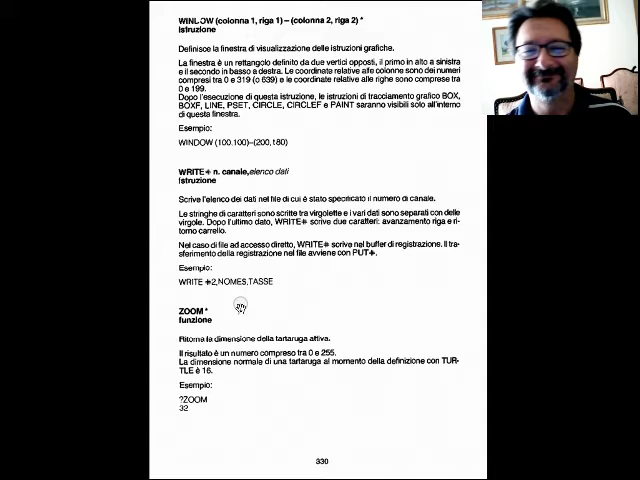 WINLOW (colonna 1, riga 1) – (colonna 2, riga 2) *
Istruzione
Definisce la finestra di visualizzazione delle istruzioni grafiche.
La finestra è un rettangolo definito da due vertici opposti, il primo in alto a sinistra
e il secondo in basso a destra. Le coordinate relative alle colonne sono dei numeri
compresi tra 0 e 319 (o 639) e le coordinate relative alle righe sono comprese tra
0 e 199.
Dopo l'esecuzione di questa istruzione, le istruzioni di tracciamento grafico BOX,
BOXF, LINE, PSET, CIRCLE, CIRCLEF e PAINT saranno visibili solo all'interno
di questa finestra.
Esempio:
WINDOW (100,100)–(200,180)
WRITE# n. canale, elenco dati
Istruzione
Scrive l'elenco dei dati nel file di cui è stato specificato il numero di canale.
Le stringhe di caratteri sono scritte tra virgolette e i vari dati sono separati con delle
virgole. Dopo l'ultimo dato, WRITE# scrive due caratteri: avanzamento riga e ri-
torno carrello.
Nel caso di file ad accesso diretto, WRITE# scrive nel buffer di registrazione. Il tra-
sferimento della registrazione nel file avviene con PUT#.
Esempio:
WRITE #2,NOMES,TASSE
ZOOM *
funzione
Ritorna la dimensione della tartaruga attiva.
Il risultato è un numero compreso tra 0 e 255.
La dimensione normale di una tartaruga al momento della definizione con TUR-
TLE è 16.
Esempio:
?ZOOM
32
330